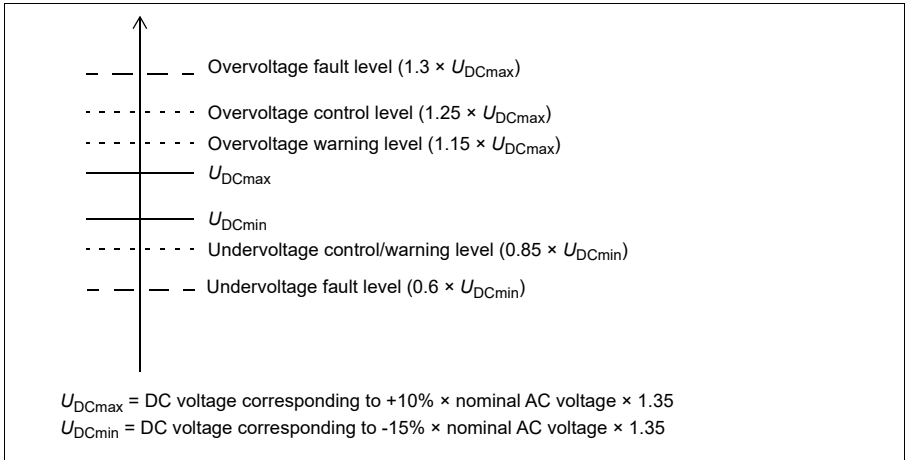 Overvoltage fault level (1.3 × UDCmax)
Overvoltage control level (1.25 × UDCmax)
Overvoltage warning level (1.15 × UDCmax)
UDCmax
UDCmin
Undervoltage control/warning level (0.85 × UDCmin)
Undervoltage fault level (0.6 × UDCmin)
UDCmax = DC voltage corresponding to +10% × nominal AC voltage × 1.35
UDCmin = DC voltage corresponding to -15% × nominal AC voltage × 1.35